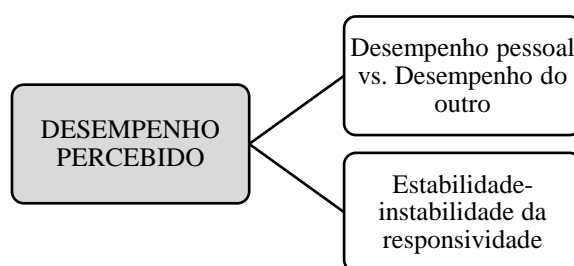 DESEMPENHO
PERCEBIDO
Desempenho pessoal
vs. Desempenho do
outro
Estabilidade-
instabilidade da
responsividade